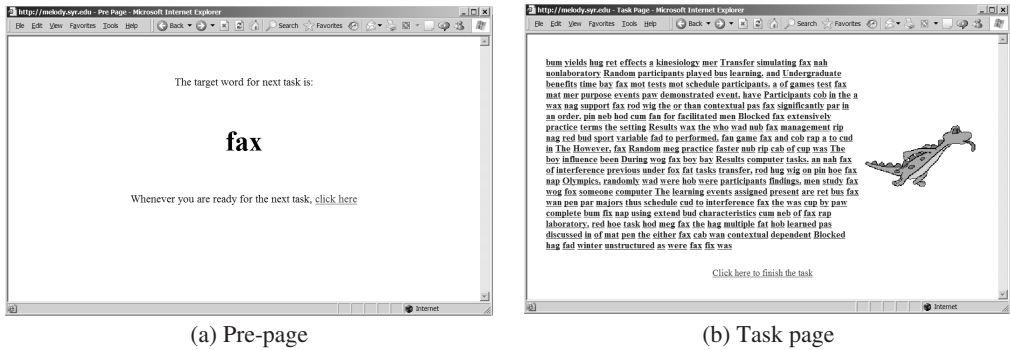 http://melody.syr.edu - Pre Page - Microsoft Internet Explorer
File Edit View Favorites Tools Help
Back Search Favorites
The target word for next task is:
fax
Whenever you are ready for the next task, click here
Internet
(a) Pre-page
http://melody.syr.edu - Task Page - Microsoft Internet Explorer
File Edit View Favorites Tools Help
Back Search Favorites
bum yields hug ret effects a kinesiology mer Transfer simulating fax nah
nonlaboratory Random participants played bus learning. and Undergraduate
benefits time bay fax mot tests mot schedule participants. a of games test fax
mat mer purpose events paw demonstrated event. have Participants cob in the a
wax nag support fax rod wig the or than contextual pas fax significantly par in
an order. pin neb hod cum fan for facilitated men Blocked fax extensively
practice terms the setting Results wax the who wad nub fax management rip
nag red bud sport variable fad to performed. fan group and cob rap a to cud
in The However, fax Random meg practice faster nub rip cab of cup was The
boy influence been During wog fax boy bay Results computer tasks. an nah fax
of interference previous under fox fat tasks transfer, rod hug wig on pin hoe fax
nap Olympics. randomly wad were hob were participants findings. men study fax
wog fox someone computer The learning events assigned present are ret bus fax
wan pen par majors thus schedule cud to interference fax the was cup by paw
complete bum fix nap using extend bud characteristics cum neb of fax rap
laboratory. red hoe task hod meg fax the hag multiple fat hob learned pas
discussed in of mat pen the either fax cab wan contextual dependent Blocked
hag fad winter unstructured as were fax fix was
Click here to finish the task
Internet
(b) Task page